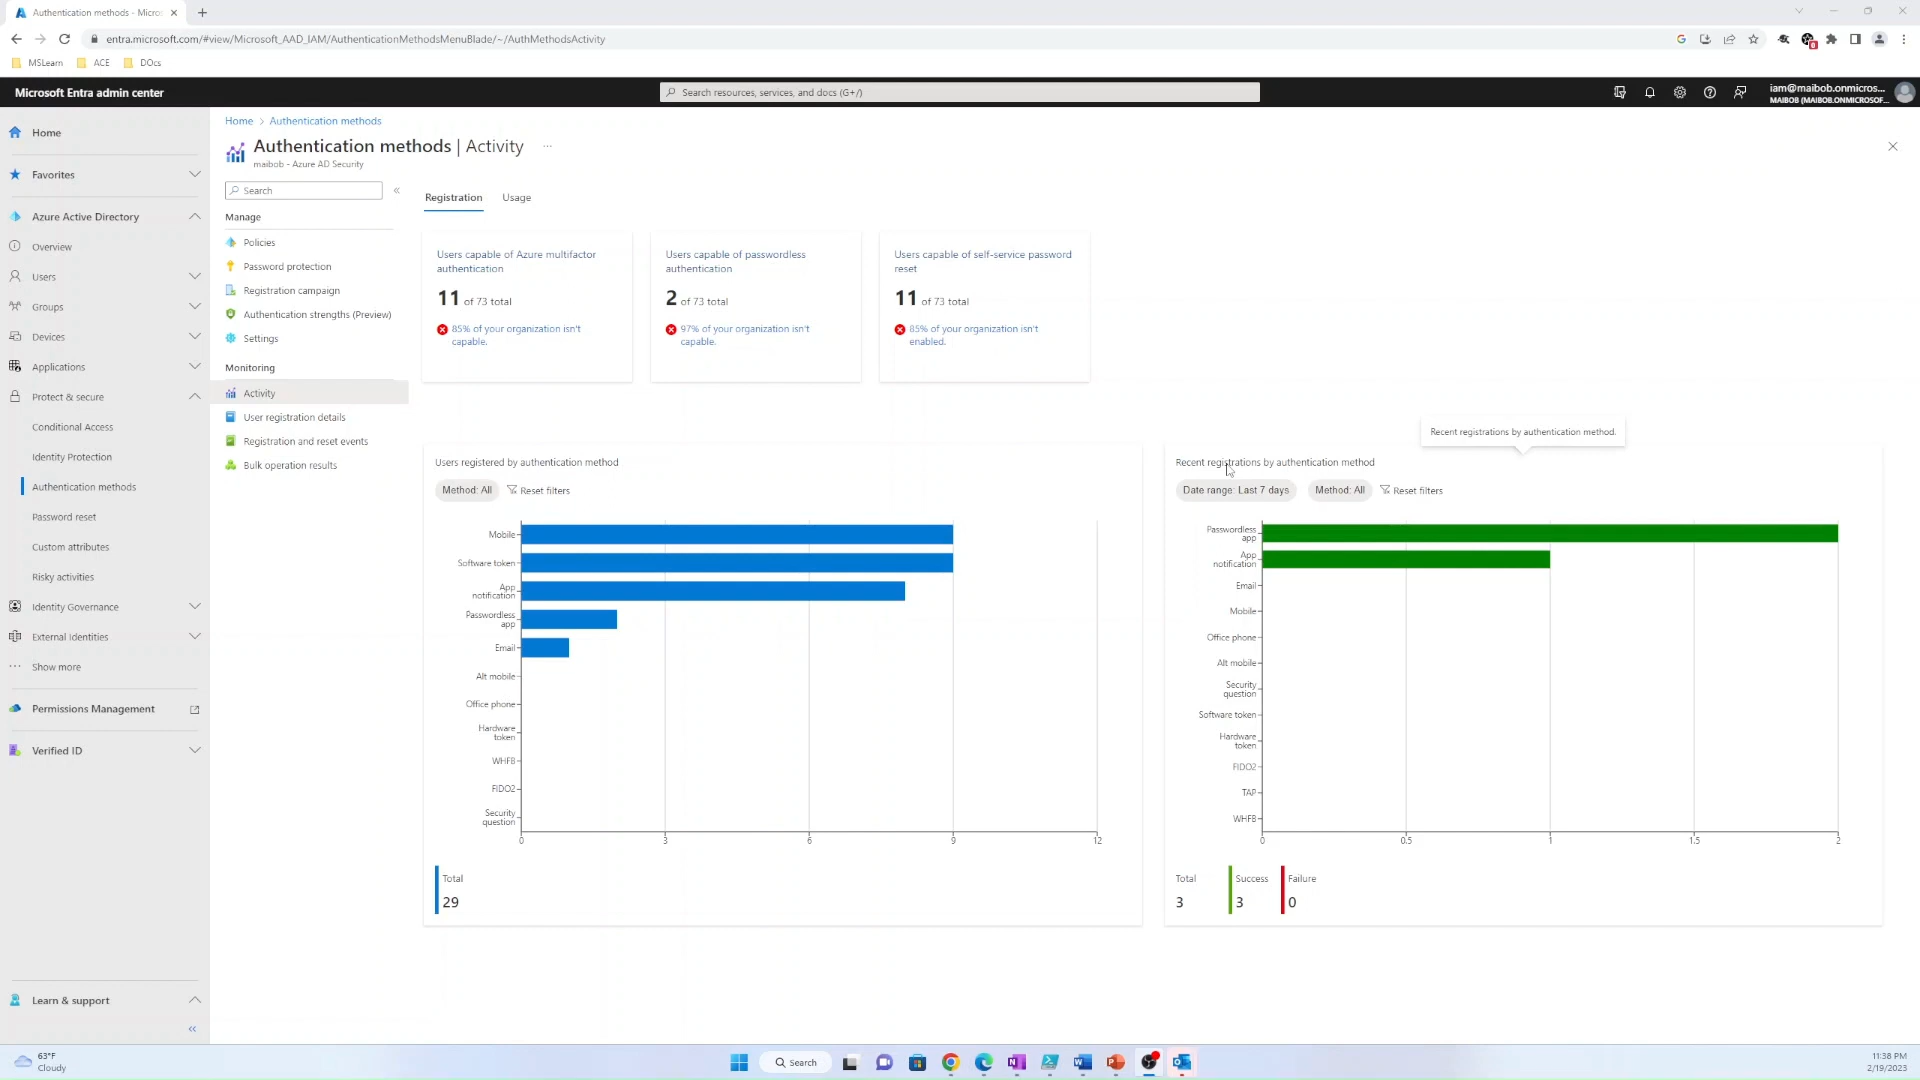 Authentication methods - Micros
entra.microsoft.com/#view/Microsoft_AAD_IAM/AuthenticationMethodsMenuBlade/~/AuthMethodsActivity
MSLearn
ACE
DOcs
Microsoft Entra admin center
Search resources, services, and docs (G+/)
iam@maibob.onmicros...
MAIBOB (MAIBOB.ONMICROSOF...
Home
Favorites
Azure Active Directory
Overview
Users
Groups
Devices
Applications
Protect & secure
Conditional Access
Identity Protection
Authentication methods
Password reset
Custom attributes
Risky activities
Identity Governance
External Identities
Show more
Permissions Management
Verified ID
Learn & support
Home > Authentication methods
Authentication methods | Activity
maibob - Azure AD Security
Search
Manage
Policies
Password protection
Registration campaign
Authentication strengths (Preview)
Settings
Monitoring
Activity
User registration details
Registration and reset events
Bulk operation results
Registration
Usage
Users capable of Azure multifactor
authentication
11 of 73 total
85% of your organization isn't
capable.
Users capable of passwordless
authentication
2 of 73 total
97% of your organization isn't
capable.
Users capable of self-service password
reset
11 of 73 total
85% of your organization isn't
enabled.
Users registered by authentication method
Method: All
Reset filters
Mobile
Software token
App
notification
Passwordless
app
Email
Alt mobile
Office phone
Hardware
token
WHFB
FIDO2
Security
question
0 3 6 9 12
Total
29
Recent registrations by authentication method.
Recent registrations by authentication method
Date range: Last 7 days
Method: All
Reset filters
Passwordless
app
App
notification
Email
Mobile
Office phone
Alt mobile
Security
question
Software token
Hardware
token
FIDO2
TAP
WHFB
0 0.5 1 1.5 2
Total Success Failure
3 3 0
63°F
Cloudy
Search
11:38 PM
2/19/2023